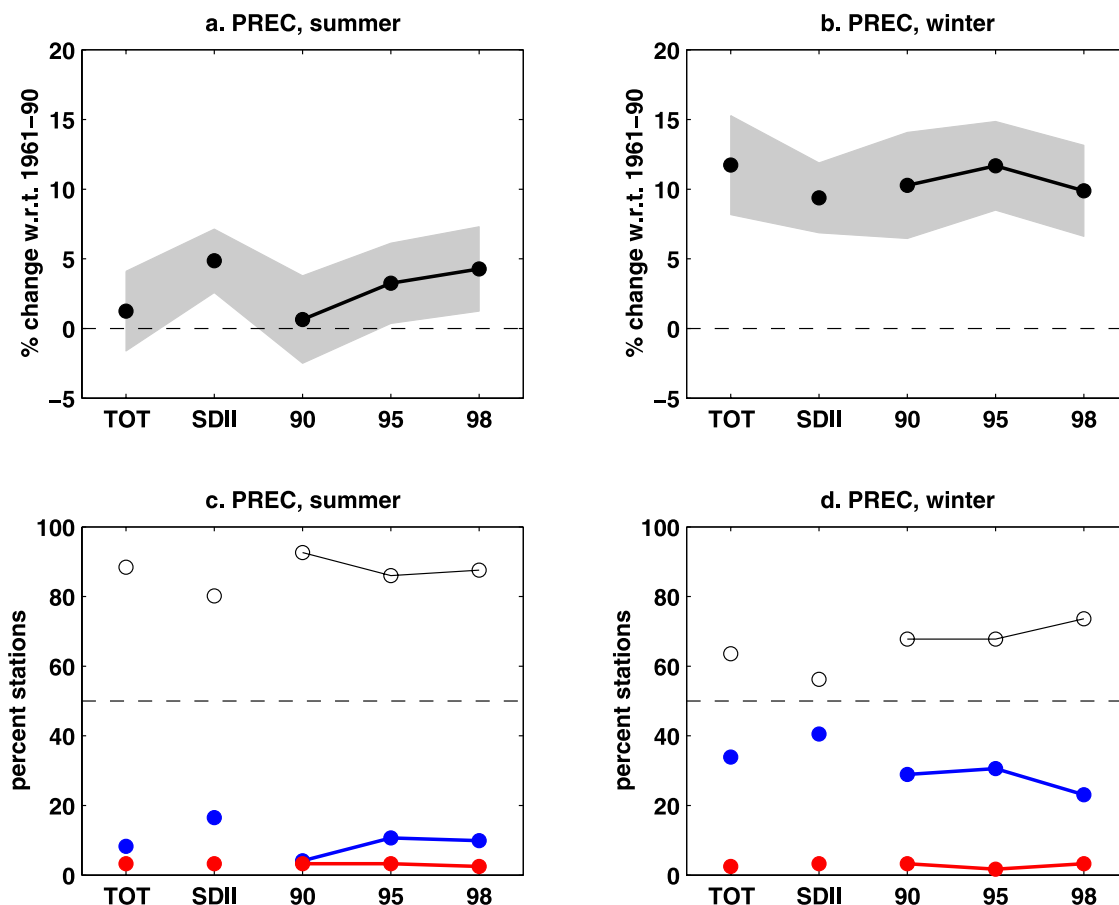 a. PREC, summer
% change w.r.t. 1961−90
20
15
10
5
0
−5
TOT SDII 90 95 98
b. PREC, winter
% change w.r.t. 1961−90
20
15
10
5
0
−5
TOT SDII 90 95 98
c. PREC, summer
percent stations
100
80
60
40
20
0
TOT SDII 90 95 98
d. PREC, winter
percent stations
100
80
60
40
20
0
TOT SDII 90 95 98